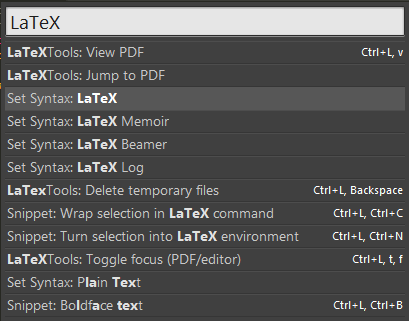 LaTeX
LaTeXTools: View PDF Ctrl+L, v
LaTeXTools: Jump to PDF
Set Syntax: LaTeX
Set Syntax: LaTeX Memoir
Set Syntax: LaTeX Beamer
Set Syntax: LaTeX Log
LaTexTools: Delete temporary files Ctrl+L, Backspace
Snippet: Wrap selection in LaTeX command Ctrl+L, Ctrl+C
Snippet: Turn selection into LaTeX environment Ctrl+L, Ctrl+N
LaTeXTools: Toggle focus (PDF/editor) Ctrl+L, t, f
Set Syntax: Plain Text
Snippet: Boldface text Ctrl+L, Ctrl+B